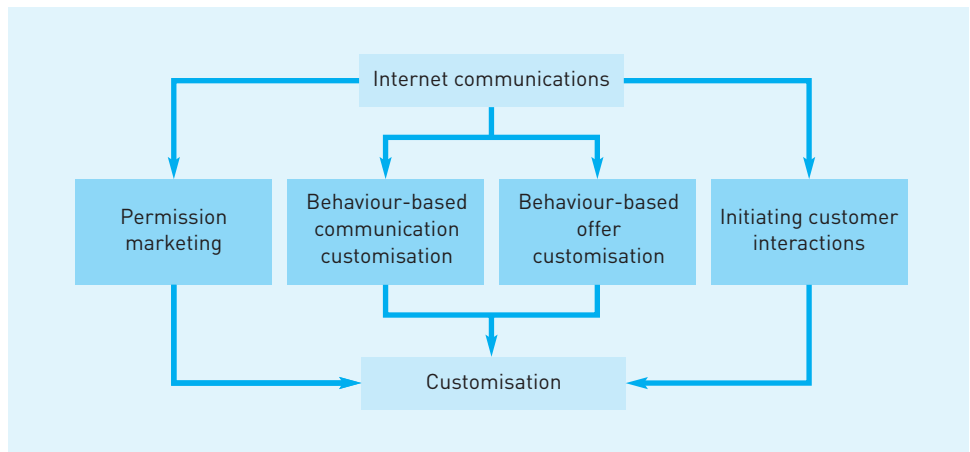 Internet communications
Permission
marketing
Behaviour-based
communication
customisation
Behaviour-based
offer
customisation
Initiating customer
interactions
Customisation